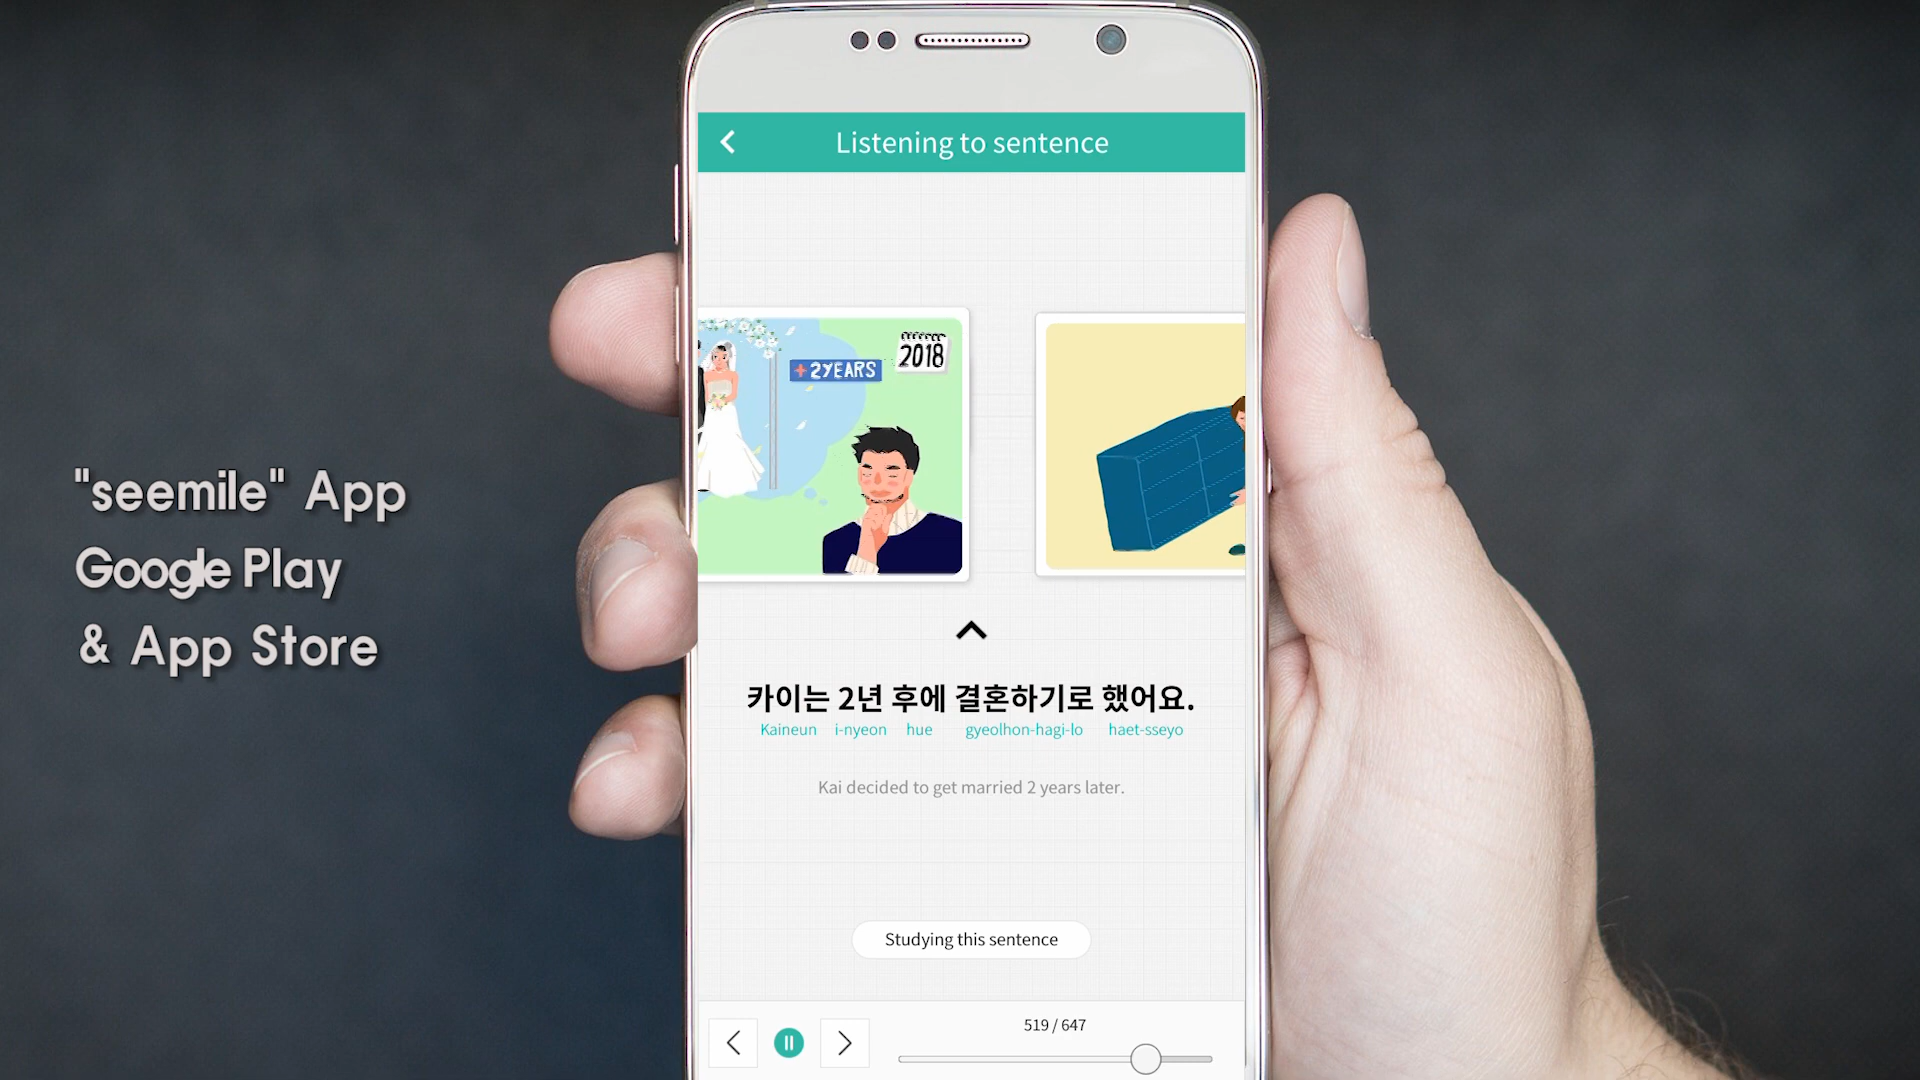 "seemile" App
Google Play
& App Store
Listening to sentence
+2YEARS
2018
카이는 2년 후에 결혼하기로 했어요.
Kaineun i-nyeon hue gyeolhon-hagi-lo haet-sseyo
Kai decided to get married 2 years later.
Studying this sentence
519 / 647